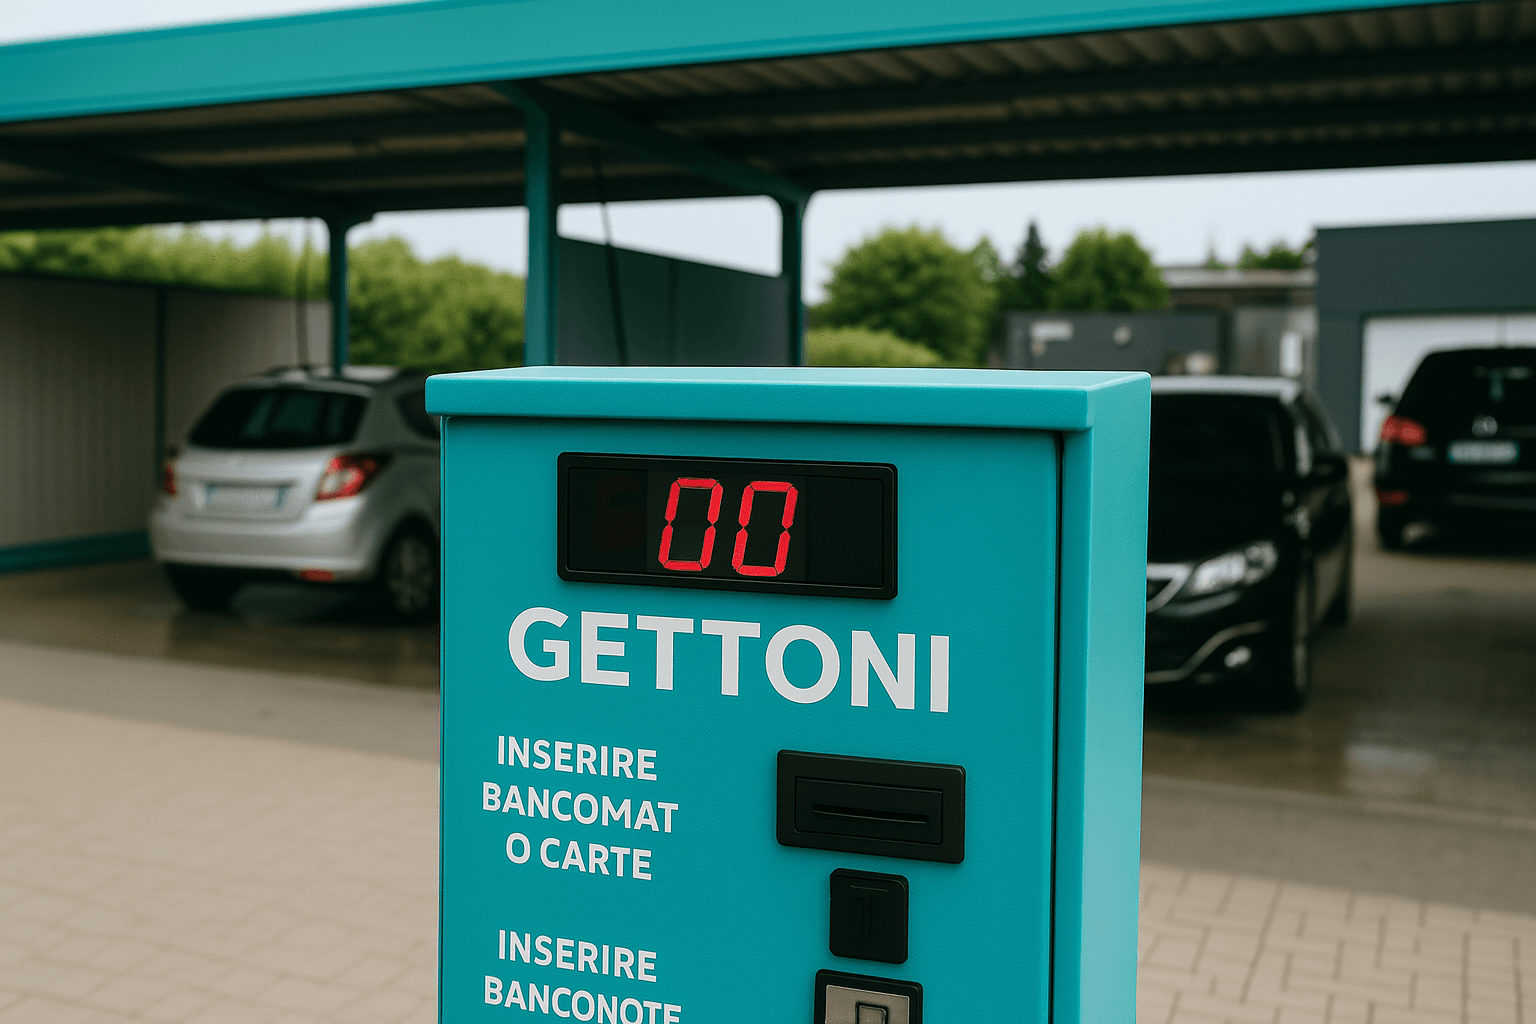 00
GETTONI
INSERIRE
BANCOMAT
O CARTE
INSERIRE
BANCONOTE